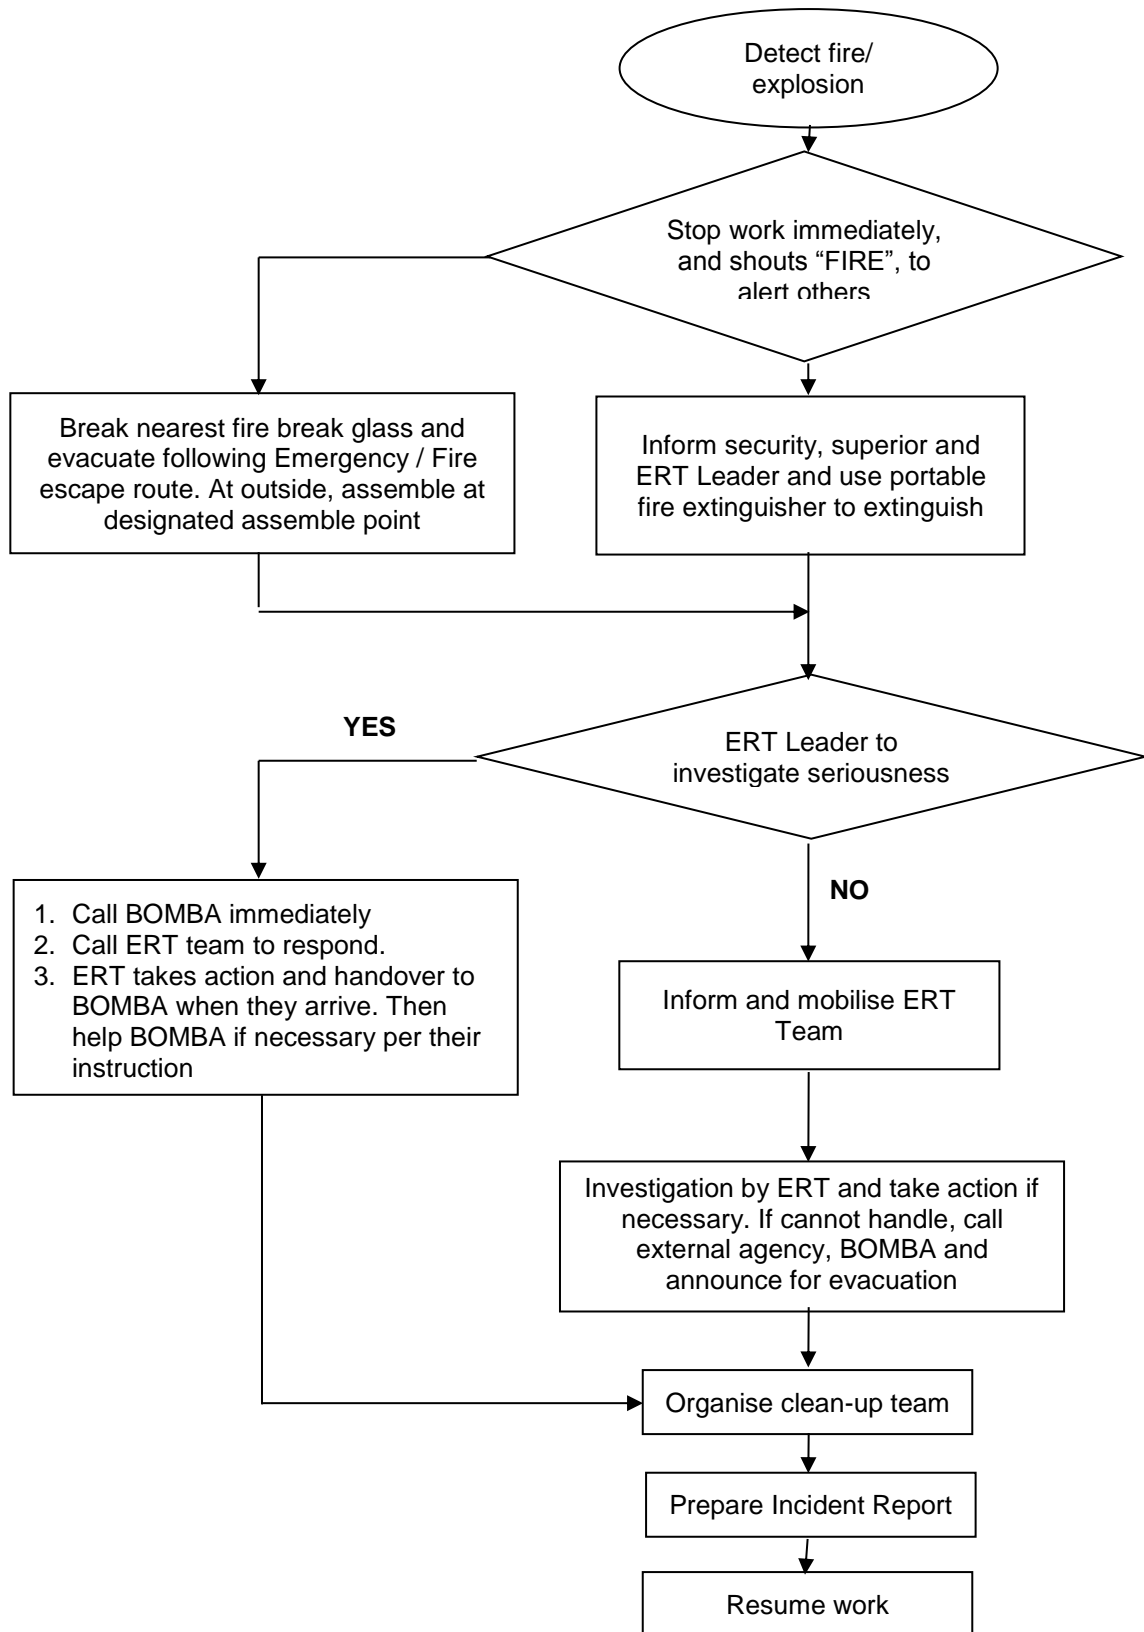 Detect fire/
explosion
Stop work immediately,
and shouts “FIRE”, to
alert others
Break nearest fire break glass and
evacuate following Emergency / Fire
escape route. At outside, assemble at
designated assemble point
Inform security, superior and
ERT Leader and use portable
fire extinguisher to extinguish
YES
ERT Leader to
investigate seriousness
1. Call BOMBA immediately
2. Call ERT team to respond.
3. ERT takes action and handover to
BOMBA when they arrive. Then
help BOMBA if necessary per their
instruction
NO
Inform and mobilise ERT
Team
Investigation by ERT and take action if
necessary. If cannot handle, call
external agency, BOMBA and
announce for evacuation
Organise clean-up team
Prepare Incident Report
Resume work